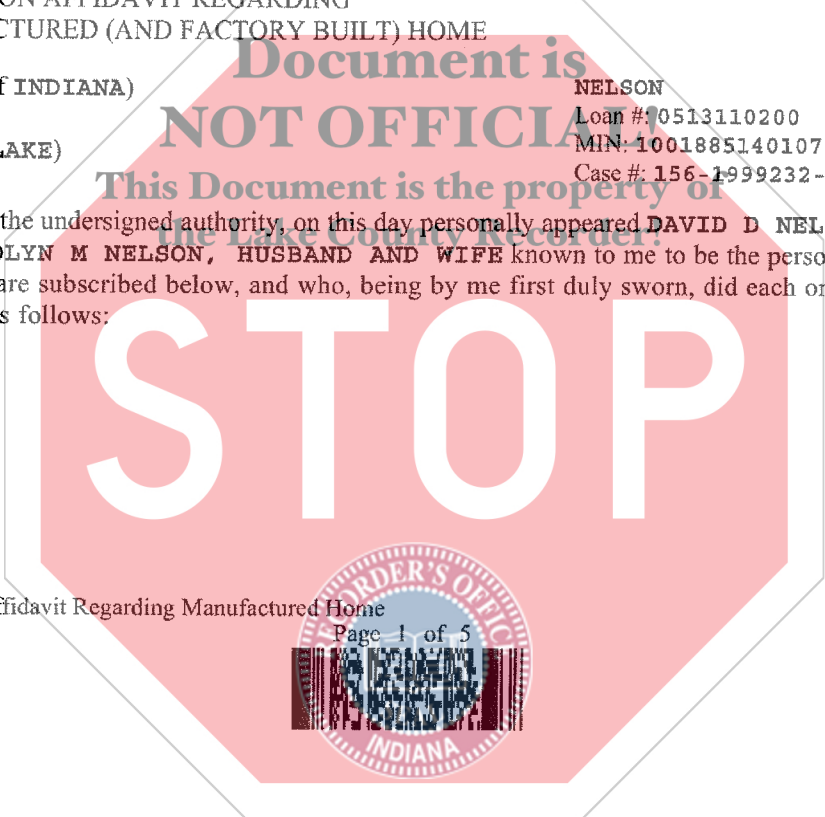 ON AFFIDAVIT REGARDING
CTURED (AND FACTORY BUILT) HOME
Document is
f INDIANA)
NELSON
NOT OFFICIAL!
Loan #: 0513110200
LAKE)
MIN: 1001885140107
This Document is the property of
Case #: 156-1999232-
the undersigned authority, on this day personally appeared DAVID D NEL
the Lake County Recorder!
OLYN M NELSON, HUSBAND AND WIFE known to me to be the perso
are subscribed below, and who, being by me first duly sworn, did each on
s follows:
STOP
RECORDER'S OFFIC
ffidavit Regarding Manufactured Home
Page 1 of 5
INDIANA